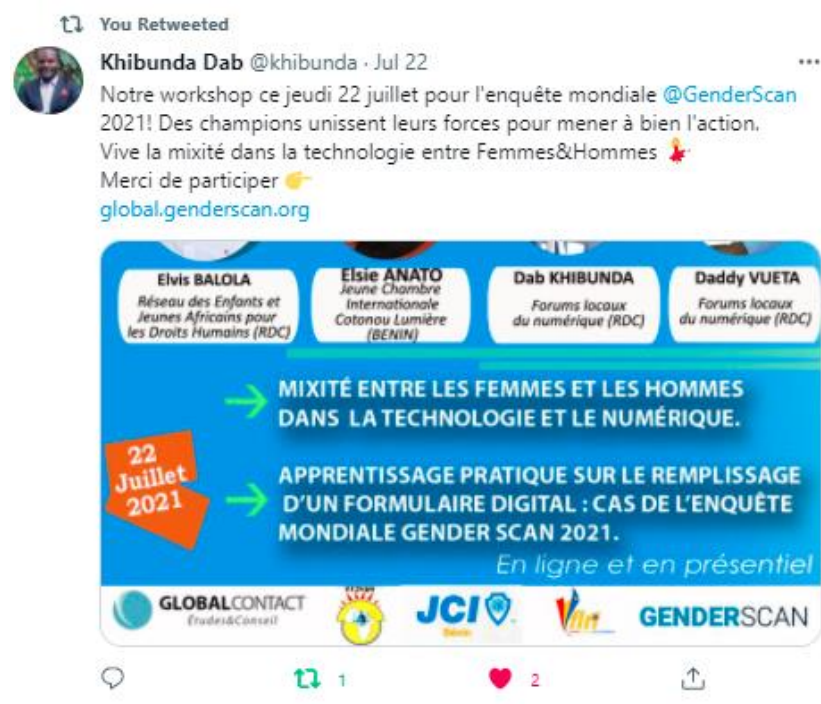 You Retweeted
Khibunda Dab @khibunda · Jul 22
Notre workshop ce jeudi 22 juillet pour l'enquête mondiale @GenderScan
2021! Des champions unissent leurs forces pour mener à bien l'action.
Vive la mixité dans la technologie entre Femmes&Hommes
Merci de participer
global.genderscan.org
Elvis BALOLA
Réseau des Enfants et
Jeunes Africains pour
les Droits Humains (RDC)
Elsie ANATO
Jeune Chambre
Internationale
Cotonou Lumière
(BENIN)
Dab KHIBUNDA
Forums locaux
du numérique (RDC)
Daddy VUETA
Forums locaux
du numérique (RDC)
MIXITÉ ENTRE LES FEMMES ET LES HOMMES
DANS LA TECHNOLOGIE ET LE NUMÉRIQUE.
22
Juillet
2021
APPRENTISSAGE PRATIQUE SUR LE REMPLISSAGE
D'UN FORMULAIRE DIGITAL : CAS DE L'ENQUÊTE
MONDIALE GENDER SCAN 2021.
En ligne et en présentiel
GLOBALCONTACT
Etudes&Conseil
JCI
GENDERSCAN
1
2